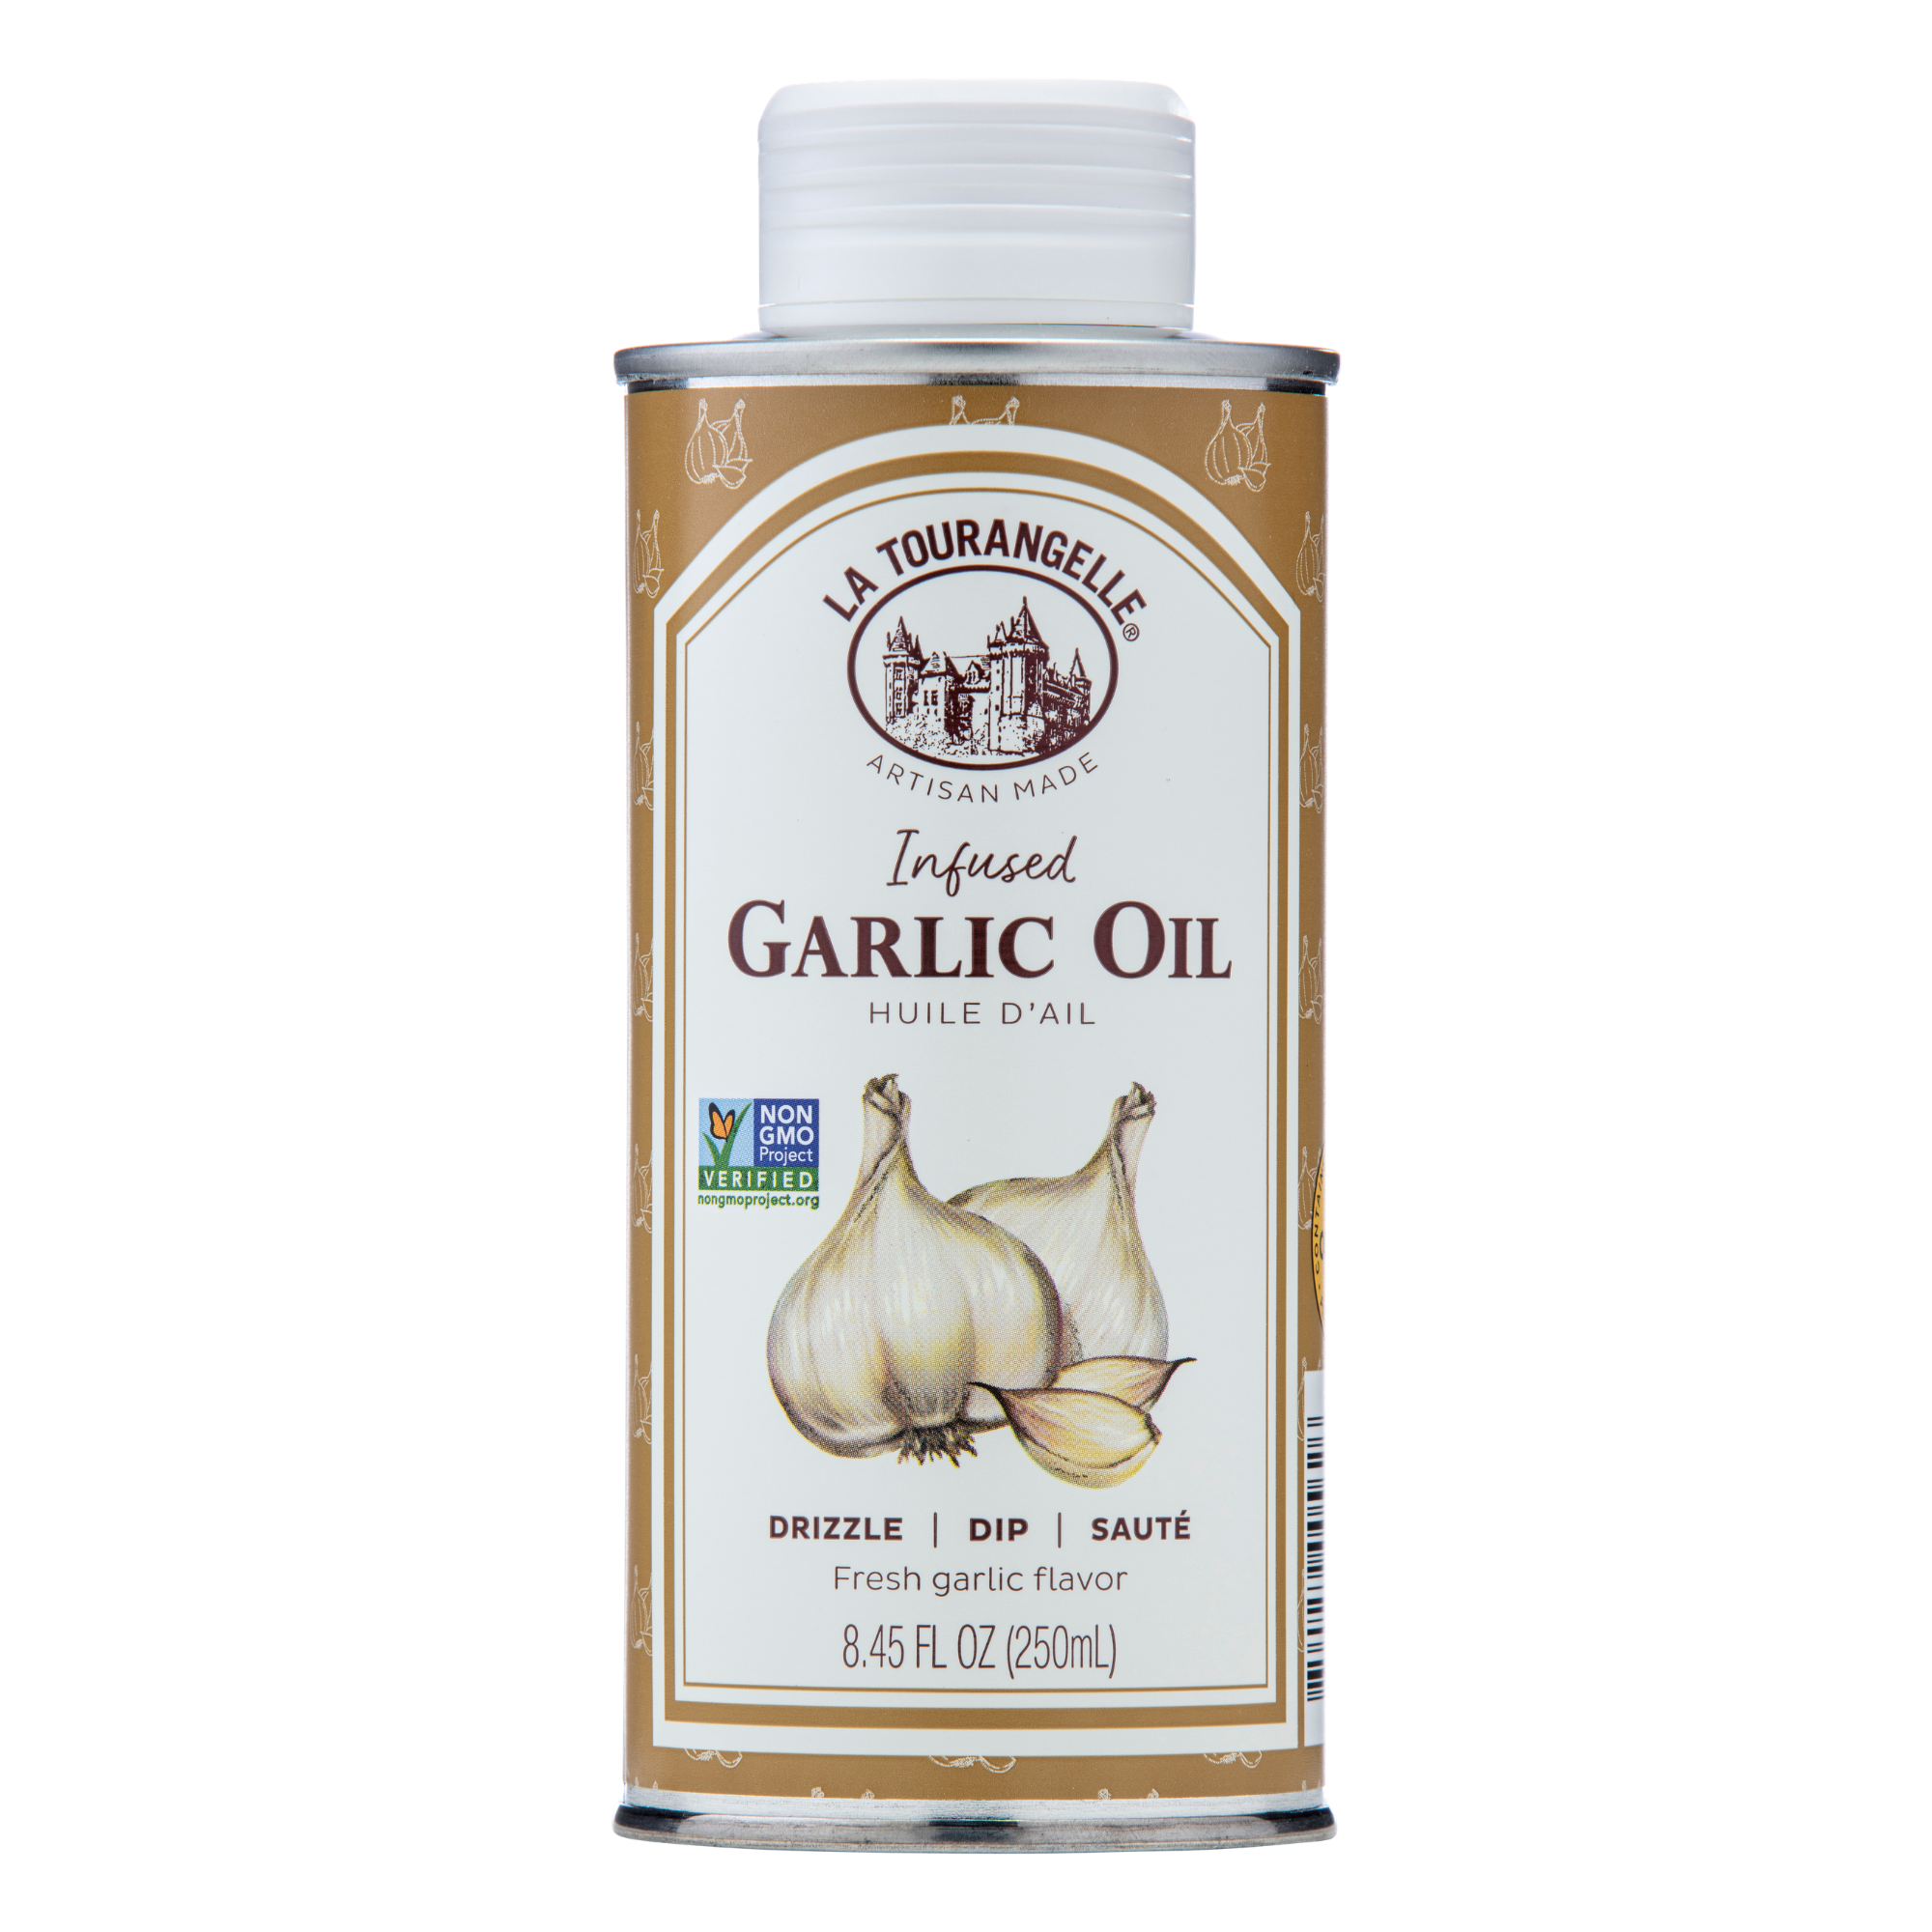 LA TOURANGELLE®
ARTISAN MADE
Infused
GARLIC OIL
HUILE D'AIL
NON
GMO
Project
VERIFIED
nongmoproject.org
DRIZZLE | DIP | SAUTÉ
Fresh garlic flavor
8.45 FL OZ (250mL)